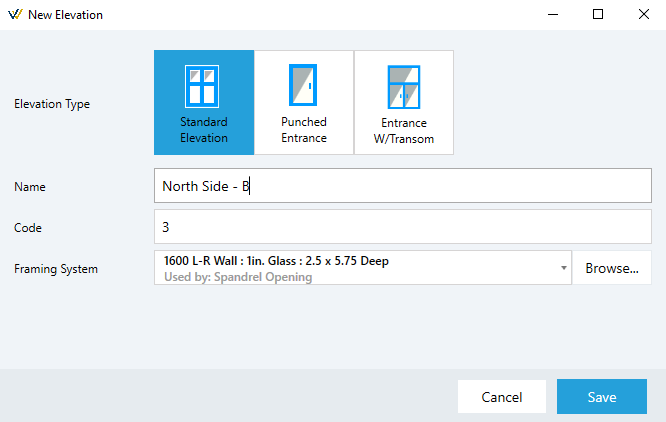 New Elevation
Elevation Type
Standard
Elevation
Punched
Entrance
Entrance
W/Transom
Name
North Side - B
Code
3
Framing System
1600 L-R Wall : 1in. Glass : 2.5 x 5.75 Deep
Used by: Spandrel Opening
Browse...
Cancel
Save